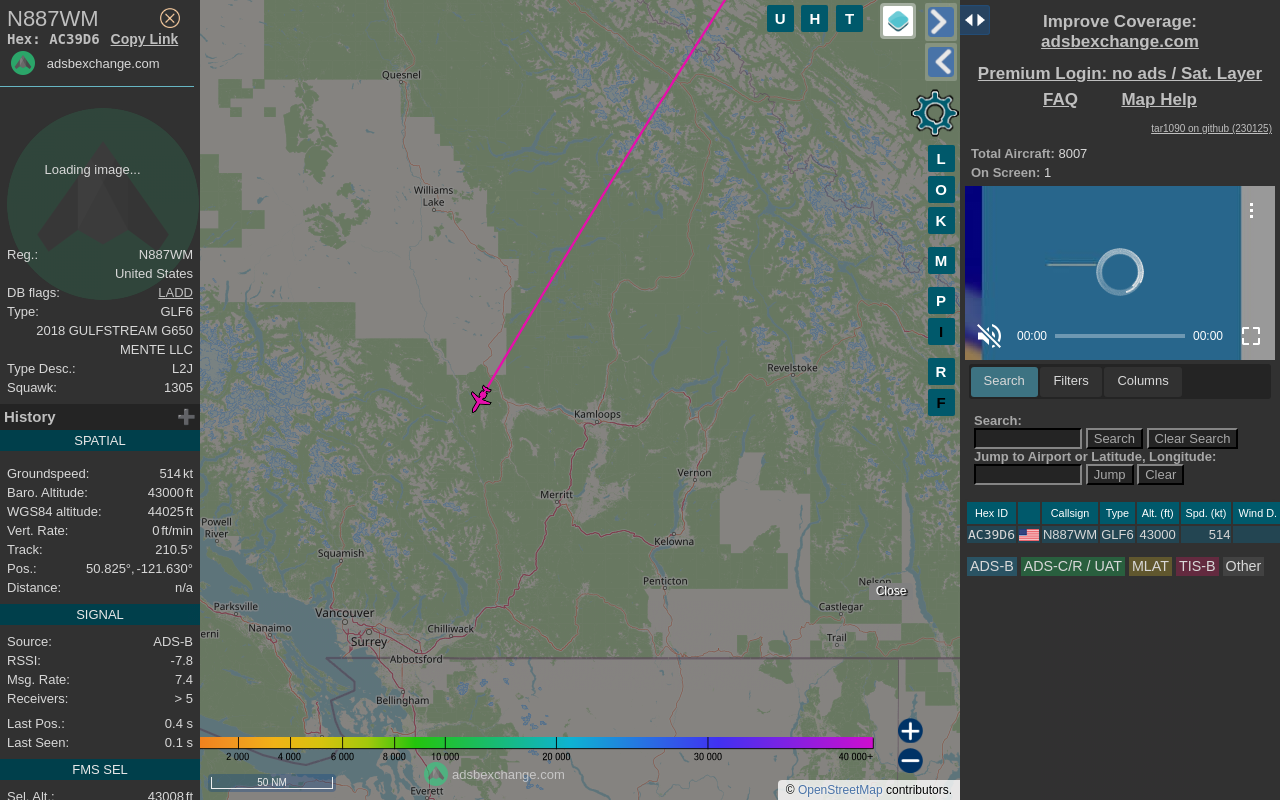 N887WM
Hex: AC39D6 Copy Link
adsbexchange.com
Loading image...
Reg.: N887WM
United States
DB flags: LADD
Type: GLF6
2018 GULFSTREAM G650
MENTE LLC
Type Desc.: L2J
Squawk: 1305
History
SPATIAL
Groundspeed: 514 kt
Baro. Altitude: 43000 ft
WGS84 altitude: 44025 ft
Vert. Rate: 0 ft/min
Track: 210.5°
Pos.: 50.825°, -121.630°
Distance: n/a
SIGNAL
Source: ADS-B
RSSI: -7.8
Msg. Rate: 7.4
Receivers: > 5
Last Pos.: 0.4 s
Last Seen: 0.1 s
FMS SEL
Sel. Alt.: 43008 ft
U H T
L
O
K
M
P
I
R
F
Quesnel
Williams
Lake
Revelstoke
Kamloops
Vernon
Merritt
Powell
River
Kelowna
Squamish
Penticton
Nelson
Close
Parksville
Vancouver
Castlegar
erni
Nanaimo
Chilliwack
Surrey
Trail
Abbotsford
Bellingham
2 000 4 000 6 000 8 000 10 000 20 000 30 000 40 000+
adsbexchange.com
50 NM
Everett
© OpenStreetMap contributors.
Improve Coverage:
adsbexchange.com
Premium Login: no ads / Sat. Layer
FAQ Map Help
tar1090 on github (230125)
Total Aircraft: 8007
On Screen: 1
00:00 00:00
Search Filters Columns
Search:
Search Clear Search
Jump to Airport or Latitude, Longitude:
Jump Clear
Hex ID Callsign Type Alt. (ft) Spd. (kt) Wind D.
AC39D6 N887WM GLF6 43000 514
ADS-B ADS-C/R / UAT MLAT TIS-B Other